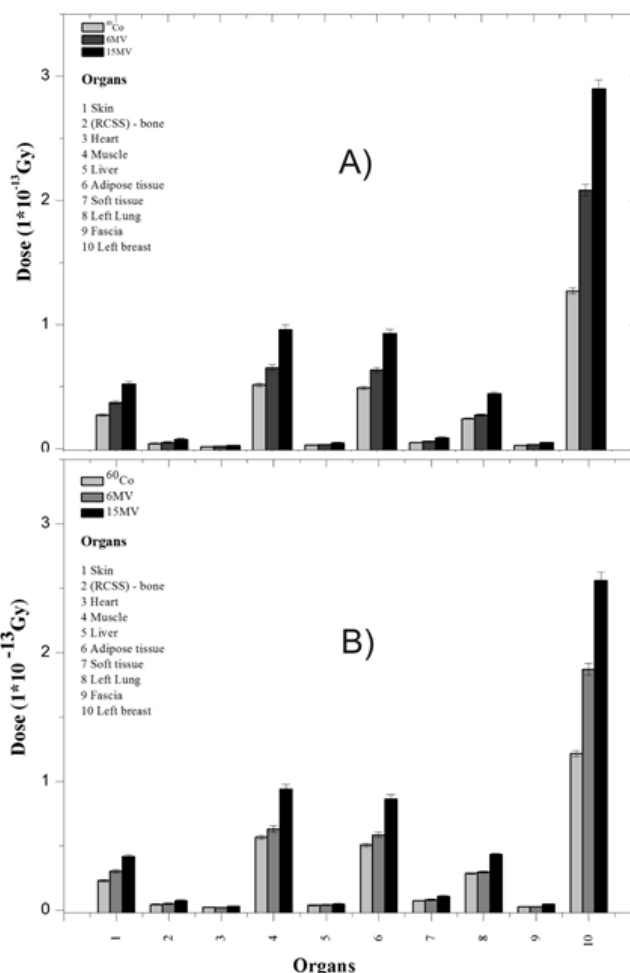 60Co
6MV
15MV
Organs
1 Skin
2 (RCSS) - bone
3 Heart
4 Muscle
5 Liver
6 Adipose tissue
7 Soft tissue
8 Left Lung
9 Fascia
10 Left breast
A)
Dose (1*10-13Gy)
3
2
1
0
60Co
6MV
15MV
Organs
1 Skin
2 (RCSS) - bone
3 Heart
4 Muscle
5 Liver
6 Adipose tissue
7 Soft tissue
8 Left Lung
9 Fascia
10 Left breast
B)
Dose (1*10 -13Gy)
3
2
1
0
1 2 3 4 5 6 7 8 9 10
Organs